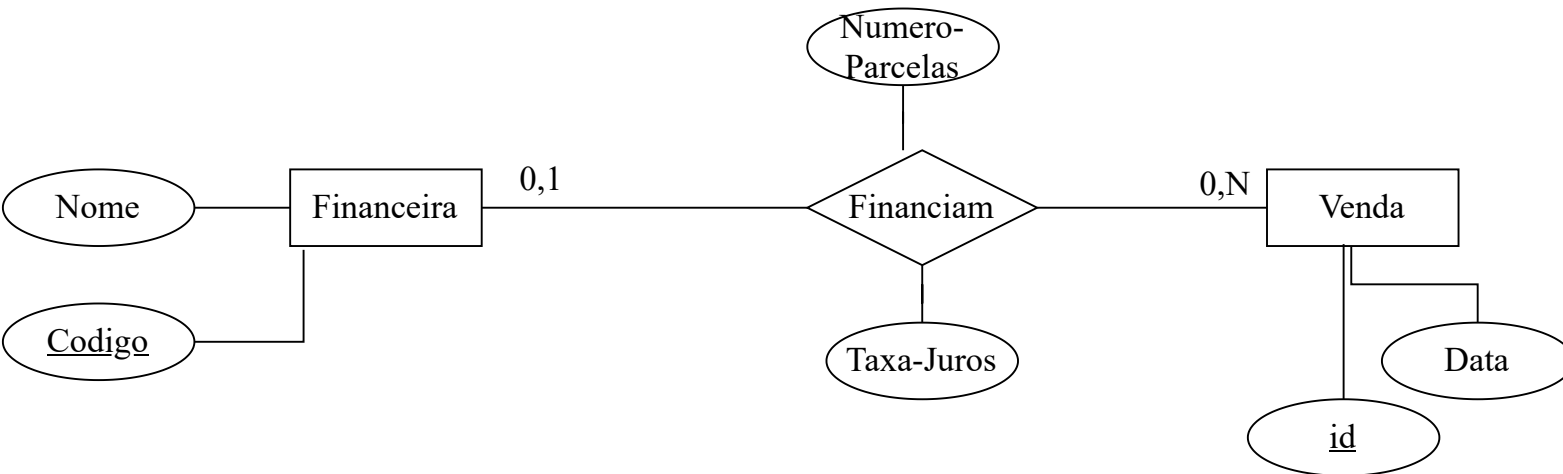 Numero-
Parcelas
0,1
0,N
Nome
Financeira
Financiam
Venda
Codigo
Taxa-Juros
Data
id